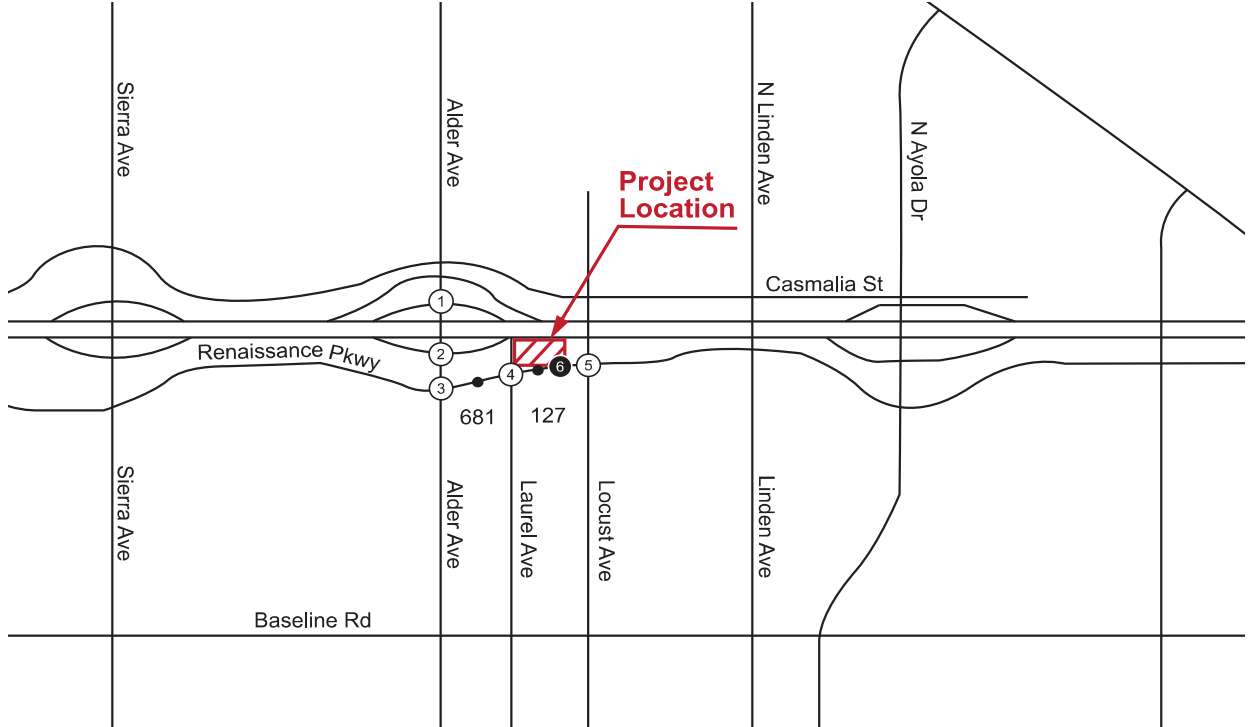 Sierra Ave
Alder Ave
N Linden Ave
N Ayola Dr
Project
Location
Casmalia St
1
Renaissance Pkwy
2
3
4
6
5
681
127
Sierra Ave
Alder Ave
Laurel Ave
Locust Ave
Linden Ave
Baseline Rd